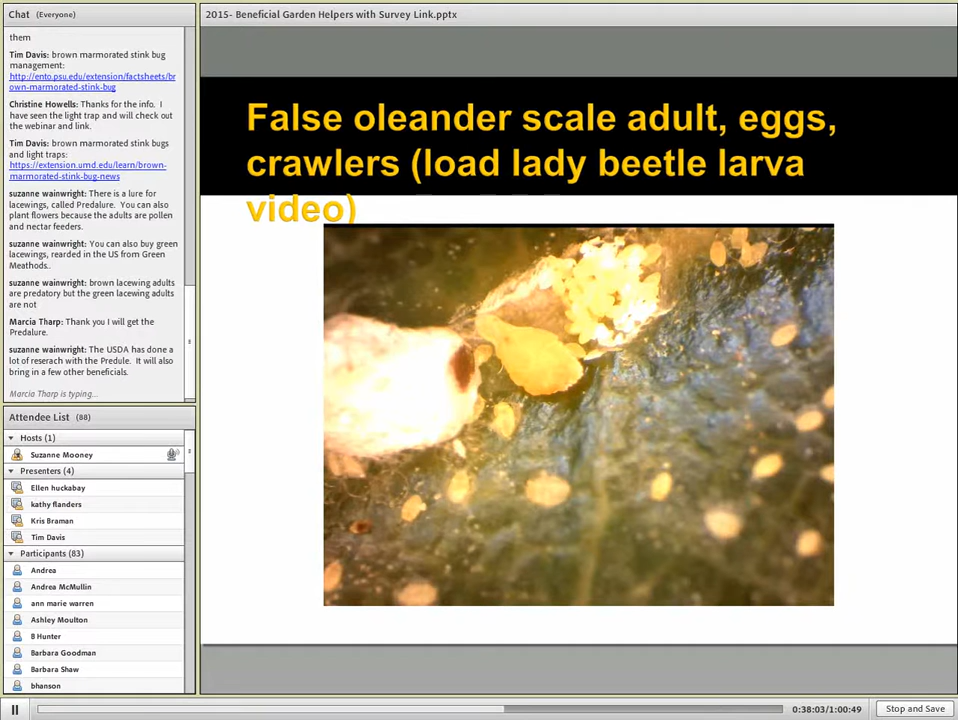 Chat (Everyone)
them
Tim Davis: brown marmorated stink bug
management:
http://ento.psu.edu/extension/factsheets/br
own-marmorated-stink-bug
Christine Howells: Thanks for the info. I
have seen the light trap and will check out
the webinar and link.
Tim Davis: brown marmorated stink bugs
and light traps:
https://extension.umd.edu/learn/brown-
marmorated-stink-bug-news
suzanne wainwright: There is a lure for
lacewings, called Predalure. You can also
plant flowers because the adults are pollen
and nectar feeders.
suzanne wainwright: You can also buy green
lacewings, rearded in the US from Green
Meathods..
suzanne wainwright: brown lacewing adults
are predatory but the green lacewing adults
are not
Marcia Tharp: Thank you I will get the
Predalure.
suzanne wainwright: The USDA has done a
lot of reserach with the Predule. It will also
bring in a few other beneficials.
Marcia Tharp is typing...
Attendee List (88)
Hosts (1)
Suzanne Mooney
Presenters (4)
Ellen huckabay
kathy flanders
Kris Braman
Tim Davis
Participants (83)
Andrea
Andrea McMullin
ann marie warren
Ashley Moulton
B Hunter
Barbara Goodman
Barbara Shaw
bhanson
2015- Beneficial Garden Helpers with Survey Link.pptx
False oleander scale adult, eggs,
crawlers (load lady beetle larva
video)
0:38:03/1:00:49
Stop and Save